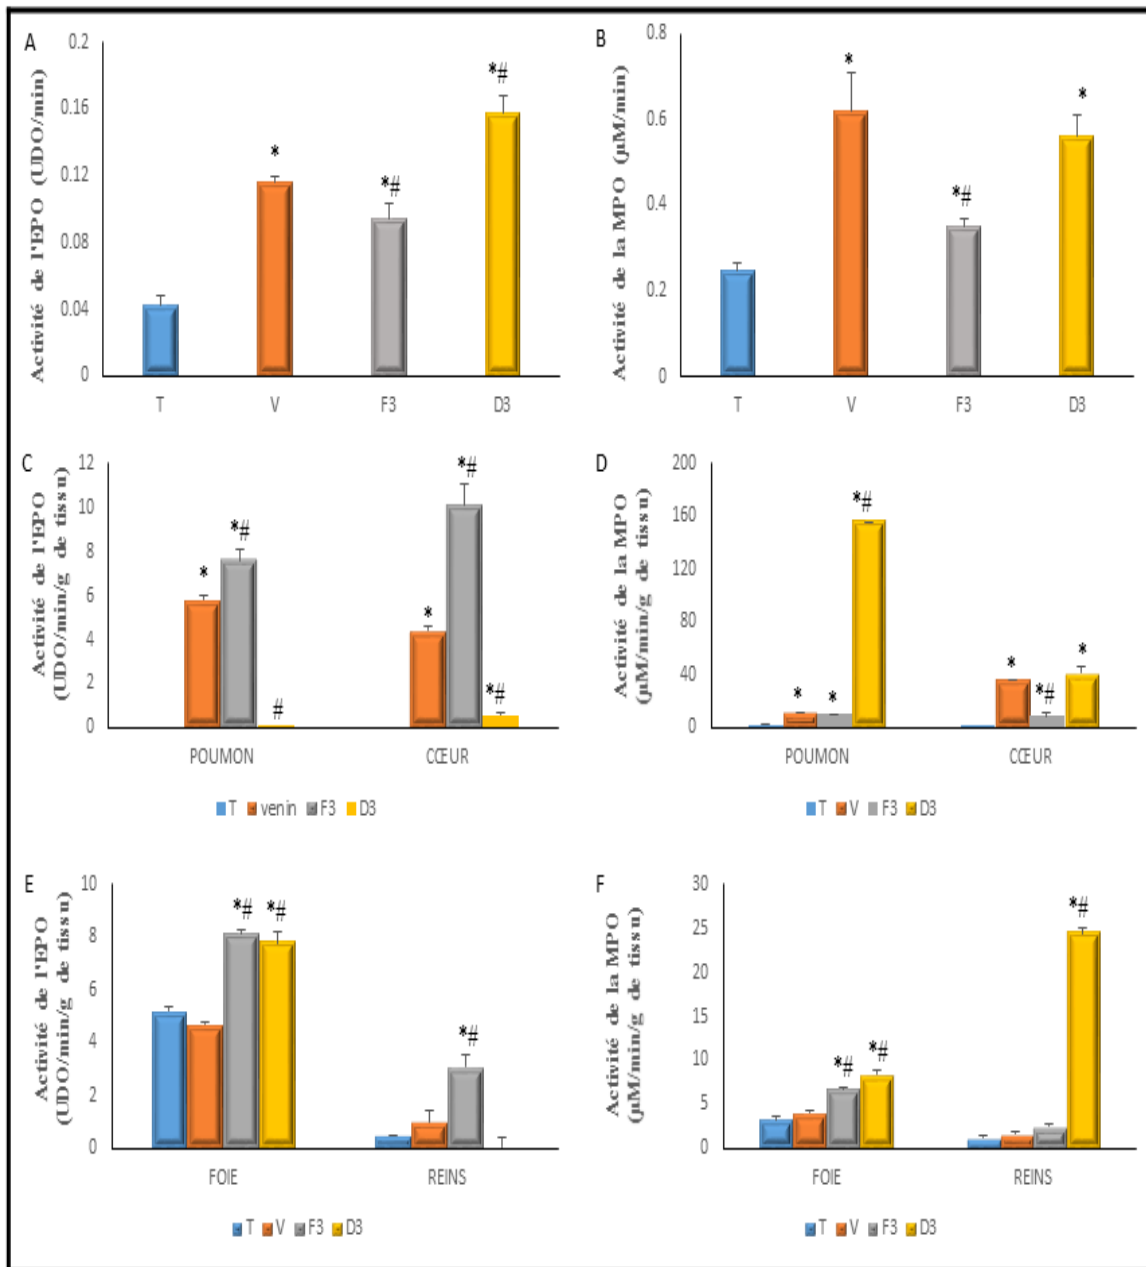 A
Activité de l'EPO (UDO/min)
0.2
0.16
0.12
0.08
0.04
0
*
*#
*#
T V F3 D3
B
Activité de la MPO (µM/min)
0.8
0.6
0.4
0.2
0
*
*#
*
T V F3 D3
C
Activité de l'EPO
(UDO/min/g de tissu)
12
10
8
6
4
2
0
*
*#
#
*
*#
*#
POUMON CŒUR
T venin F3 D3
D
Activité de la MPO
(µM/min/g de tissu)
200
160
120
80
40
0
*
*
*#
*
*#
*
POUMON CŒUR
T V F3 D3
E
Activité de l'EPO
(UDO/min/g de tissu)
10
8
6
4
2
0
*#
*#
*#
FOIE REINS
T V F3 D3
F
Activité de la MPO
(µM/min/g de tissu)
30
25
20
15
10
5
0
*#
*#
*#
FOIE REINS
T V F3 D3